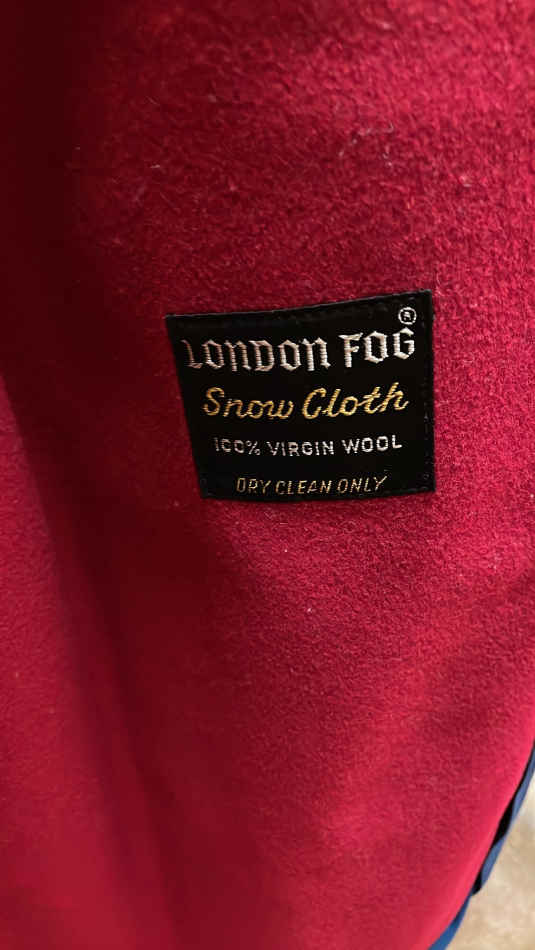 LONDON FOG®
Snow Cloth
100% VIRGIN WOOL
DRY CLEAN ONLY